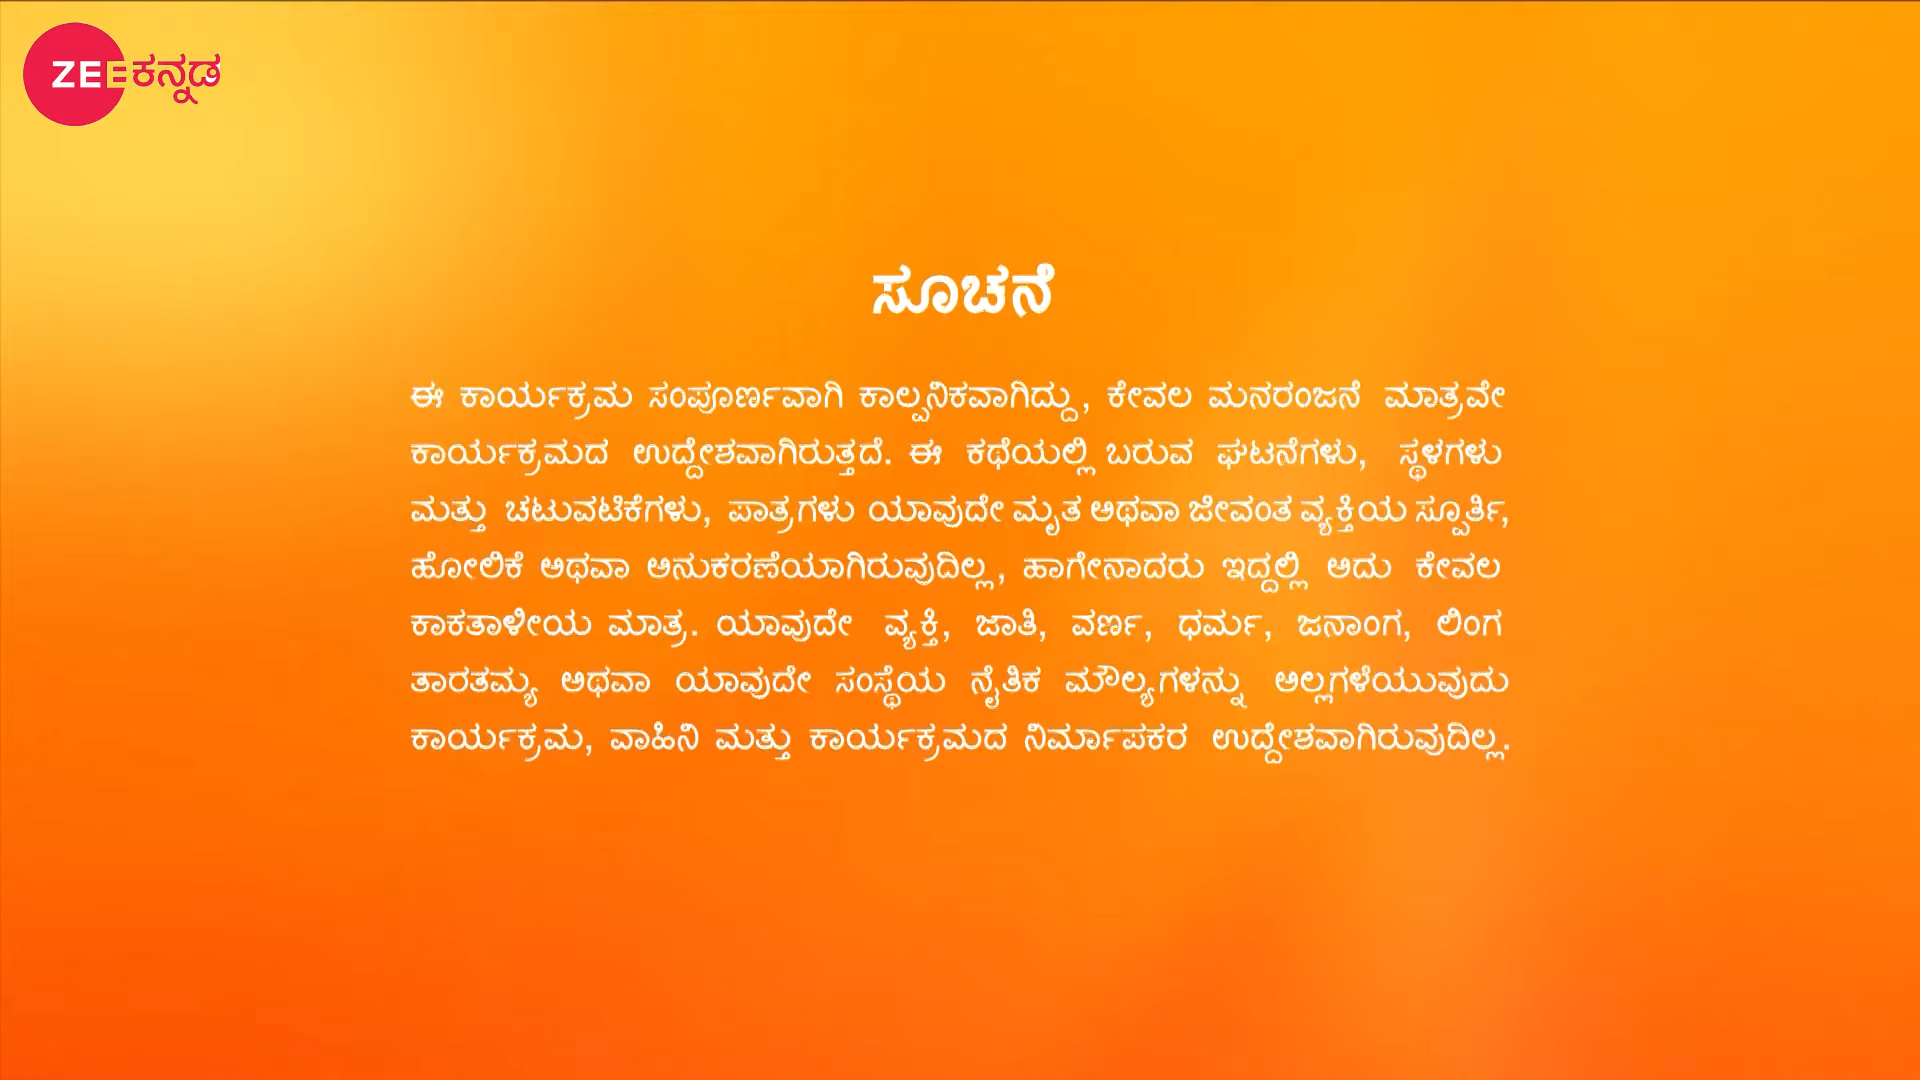 ZEEಕನ್ನಡ
ಸೂಚನೆ
ಈ ಕಾರ್ಯಕ್ರಮ ಸಂಪೂರ್ಣವಾಗಿ ಕಾಲ್ಪನಿಕವಾಗಿದ್ದು, ಕೇವಲ ಮನರಂಜನೆ ಮಾತ್ರವೇ
ಕಾರ್ಯಕ್ರಮದ ಉದ್ದೇಶವಾಗಿರುತ್ತದೆ. ಈ ಕಥೆಯಲ್ಲಿ ಬರುವ ಘಟನೆಗಳು, ಸ್ಥಳಗಳು
ಮತ್ತು ಚಟುವಟಿಕೆಗಳು, ಪಾತ್ರಗಳು ಯಾವುದೇ ಮೃತ ಅಥವಾ ಜೀವಂತ ವ್ಯಕ್ತಿಯ ಸ್ಪೂರ್ತಿ,
ಹೋಲಿಕೆ ಅಥವಾ ಅನುಕರಣೆಯಾಗಿರುವುದಿಲ್ಲ, ಹಾಗೇನಾದರು ಇದ್ದಲ್ಲಿ ಅದು ಕೇವಲ
ಕಾಕತಾಳೀಯ ಮಾತ್ರ. ಯಾವುದೇ ವ್ಯಕ್ತಿ, ಜಾತಿ, ವರ್ಣ, ಧರ್ಮ, ಜನಾಂಗ, ಲಿಂಗ
ತಾರತಮ್ಯ ಅಥವಾ ಯಾವುದೇ ಸಂಸ್ಥೆಯ ನೈತಿಕ ಮೌಲ್ಯಗಳನ್ನು ಅಲ್ಲಗಳೆಯುವುದು
ಕಾರ್ಯಕ್ರಮ, ವಾಹಿನಿ ಮತ್ತು ಕಾರ್ಯಕ್ರಮದ ನಿರ್ಮಾಪಕರ ಉದ್ದೇಶವಾಗಿರುವುದಿಲ್ಲ.